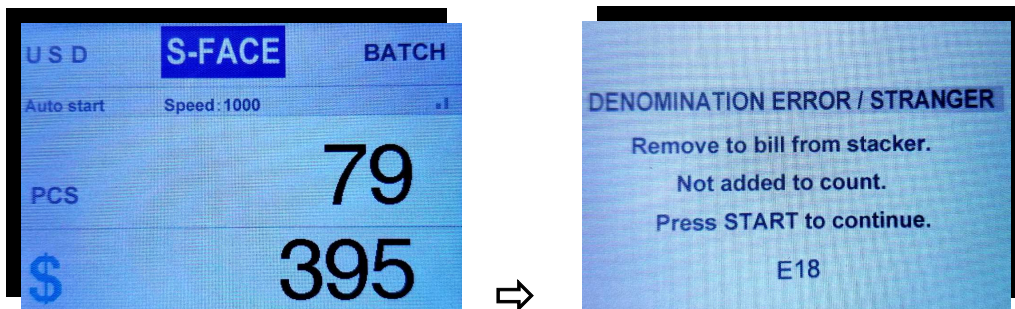 USD S-FACE BATCH
Auto start Speed:1000
PCS 79
$ 395
DENOMINATION ERROR / STRANGER
Remove to bill from stacker.
Not added to count.
Press START to continue.
E18